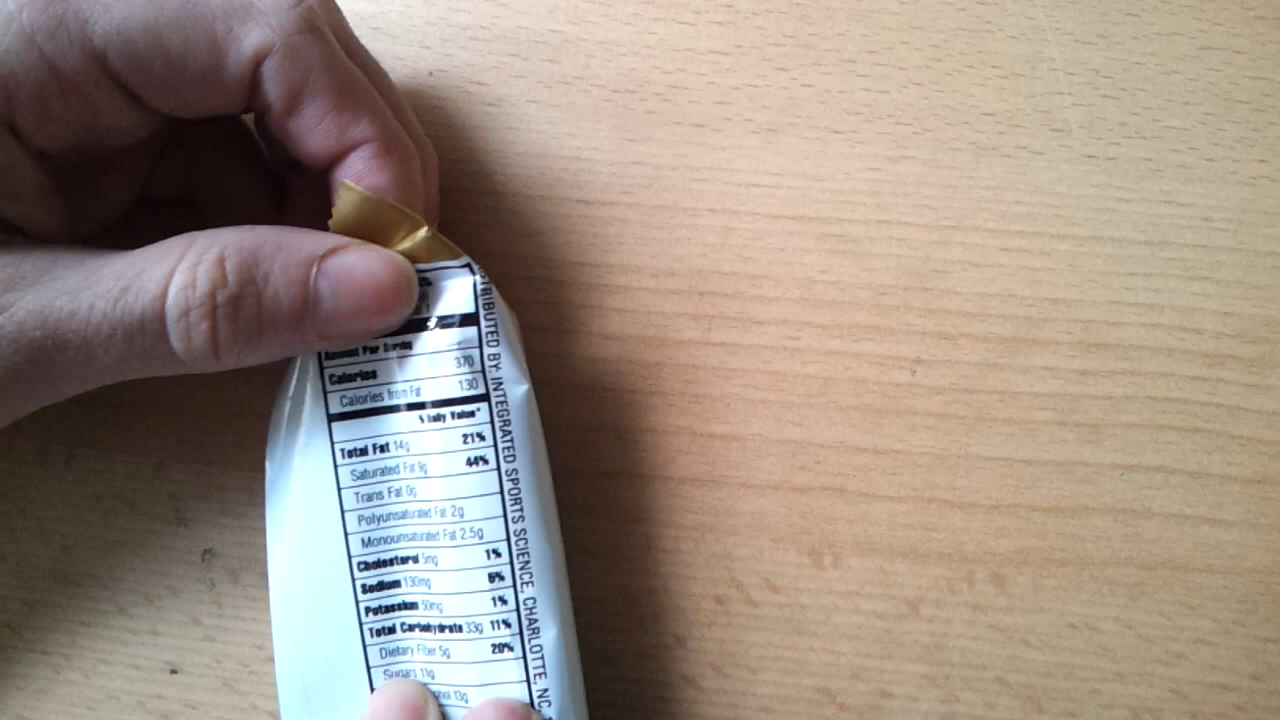 Amount Per Serving
Calories 370
Calories from Fat 130
% Daily Value*
Total Fat 14g 21%
Saturated Fat 9g 44%
Trans Fat 0g
Polyunsaturated Fat 2g
Monounsaturated Fat 2.5g
Cholesterol 5mg 1%
Sodium 130mg 6%
Potassium 50mg 1%
Total Carbohydrate 33g 11%
Dietary Fiber 5g 20%
Sugars 11g
13g
TRIBUTED BY: INTEGRATED SPORTS SCIENCE, CHARLOTTE, NC